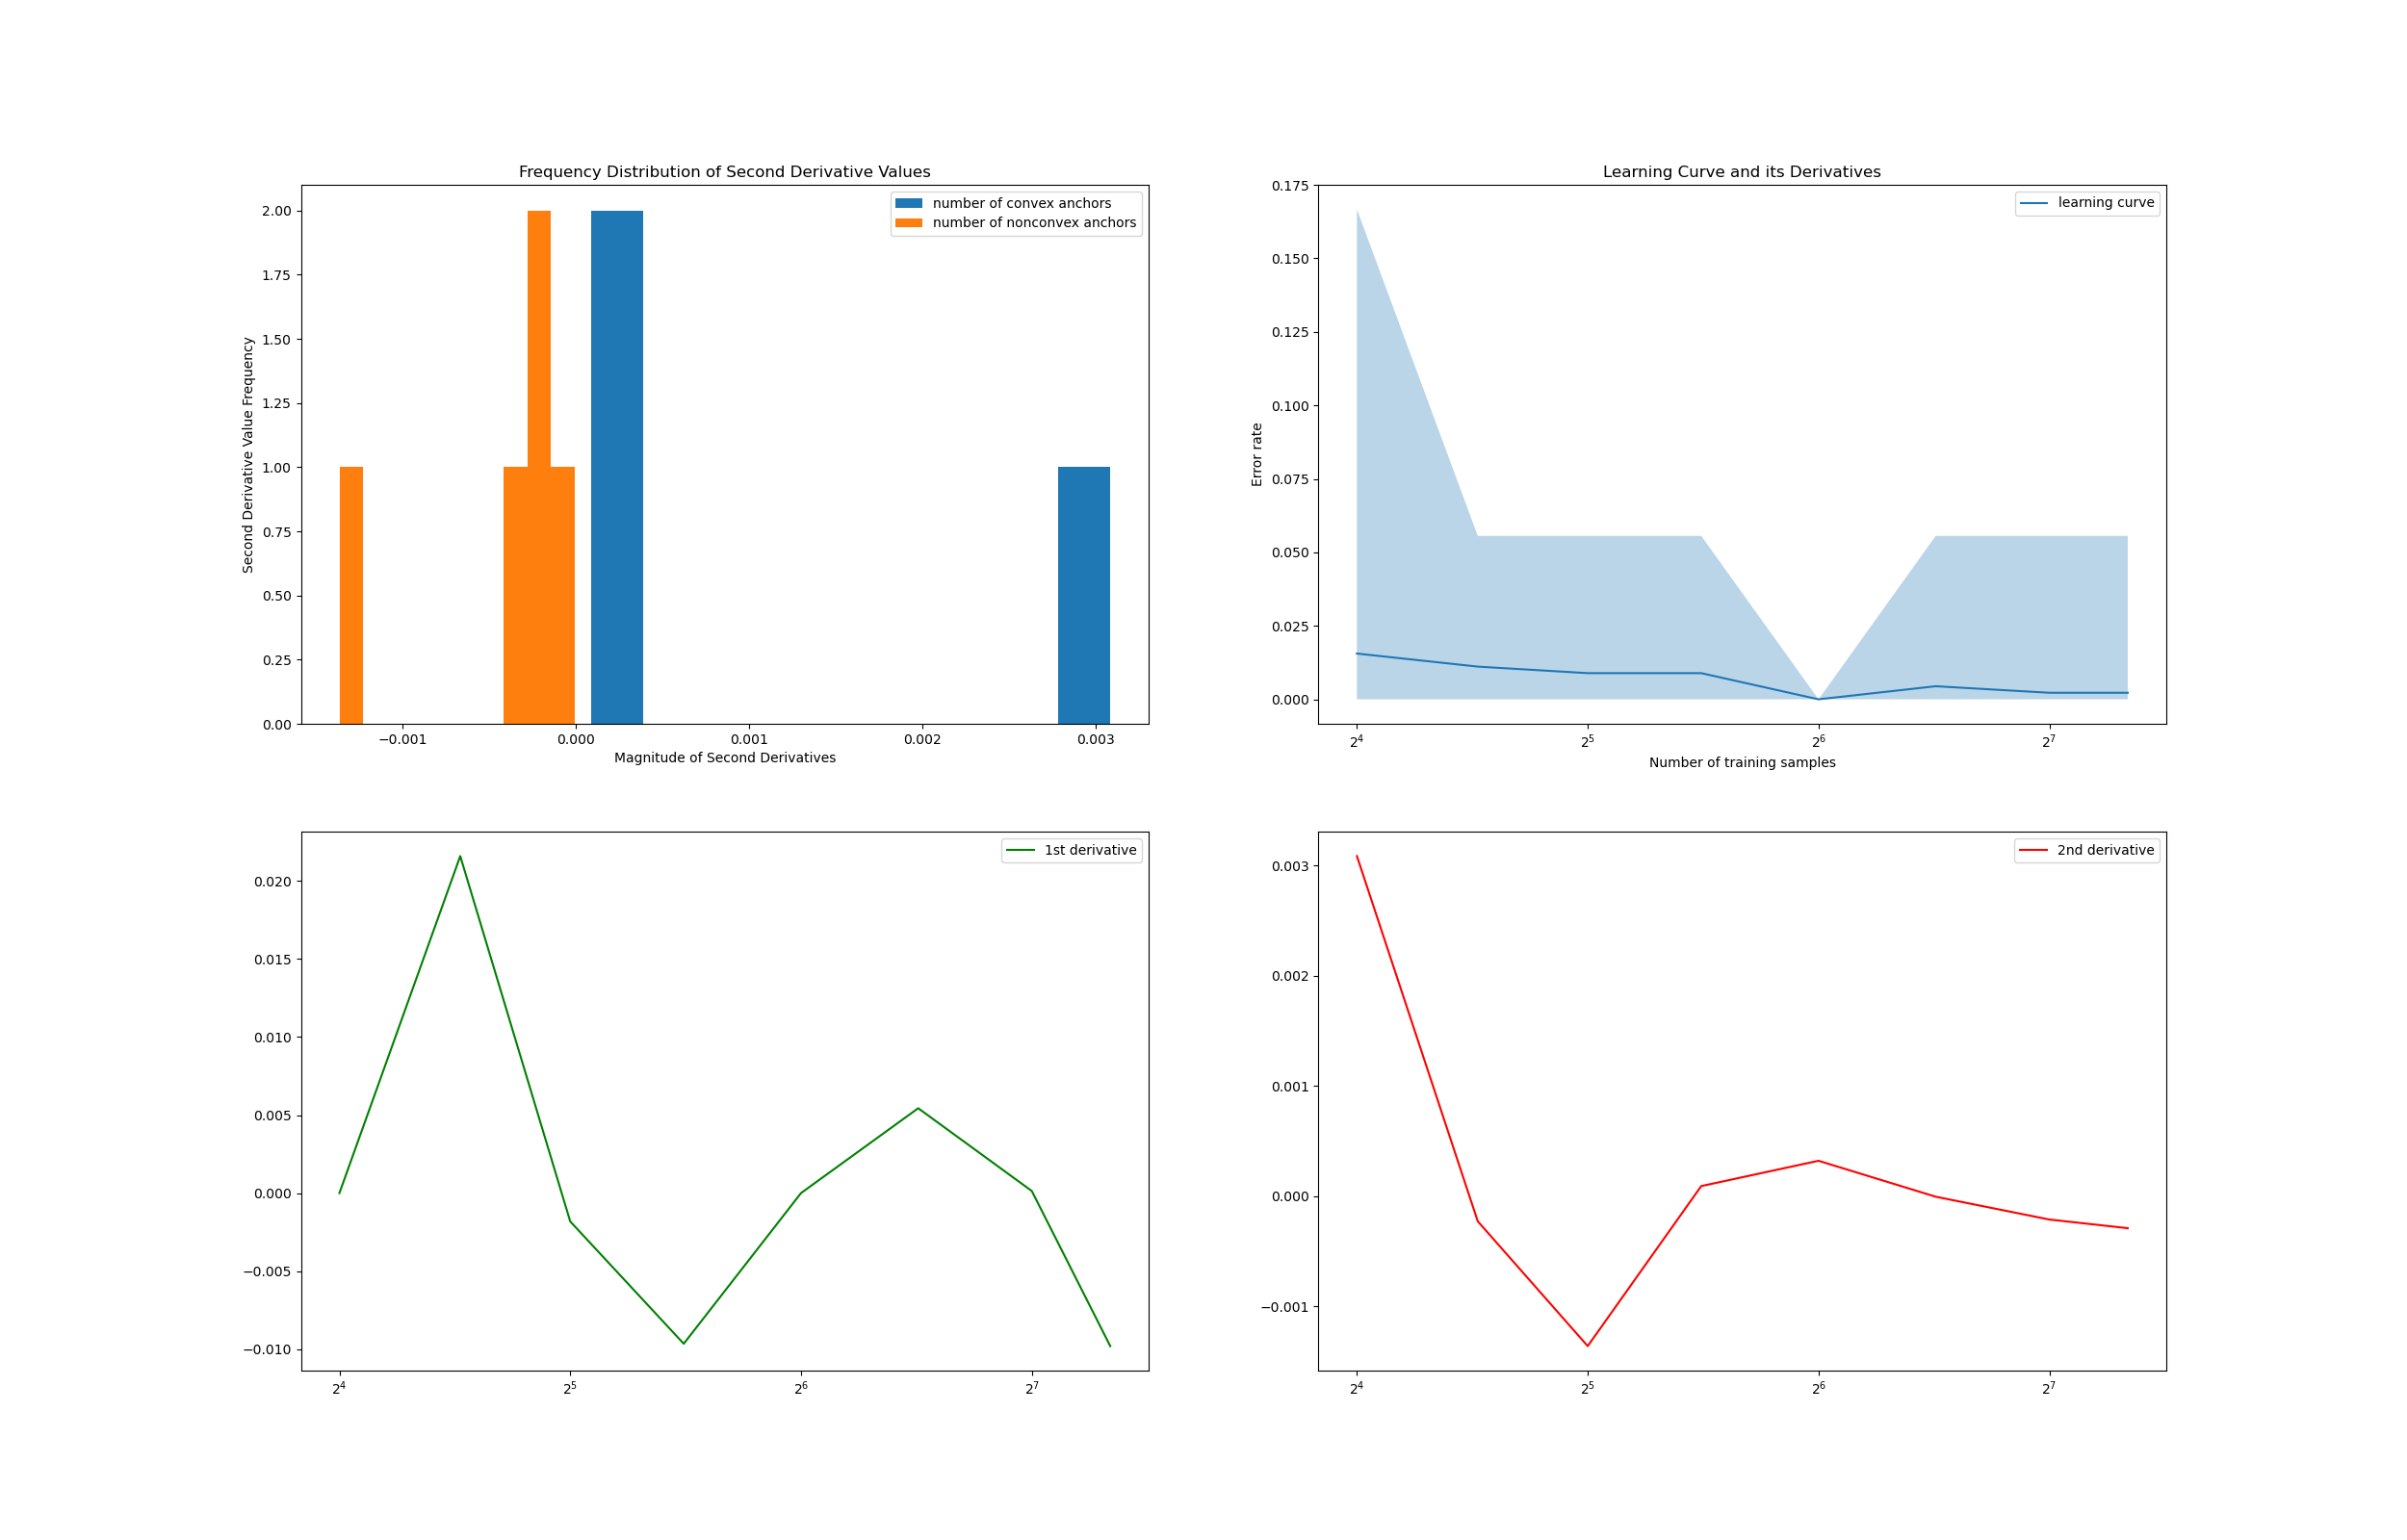 Frequency Distribution of Second Derivative Values
number of convex anchors
number of nonconvex anchors
2.00
1.75
1.50
1.25
1.00
0.75
0.50
0.25
0.00
Second Derivative Value Frequency
−0.001 0.000 0.001 0.002 0.003
Magnitude of Second Derivatives
Learning Curve and its Derivatives
learning curve
0.175
0.150
0.125
0.100
0.075
0.050
0.025
0.000
Error rate
2⁴ 2⁵ 2⁶ 2⁷
Number of training samples
1st derivative
0.020
0.015
0.010
0.005
0.000
−0.005
−0.010
2⁴ 2⁵ 2⁶ 2⁷
2nd derivative
0.003
0.002
0.001
0.000
−0.001
2⁴ 2⁵ 2⁶ 2⁷